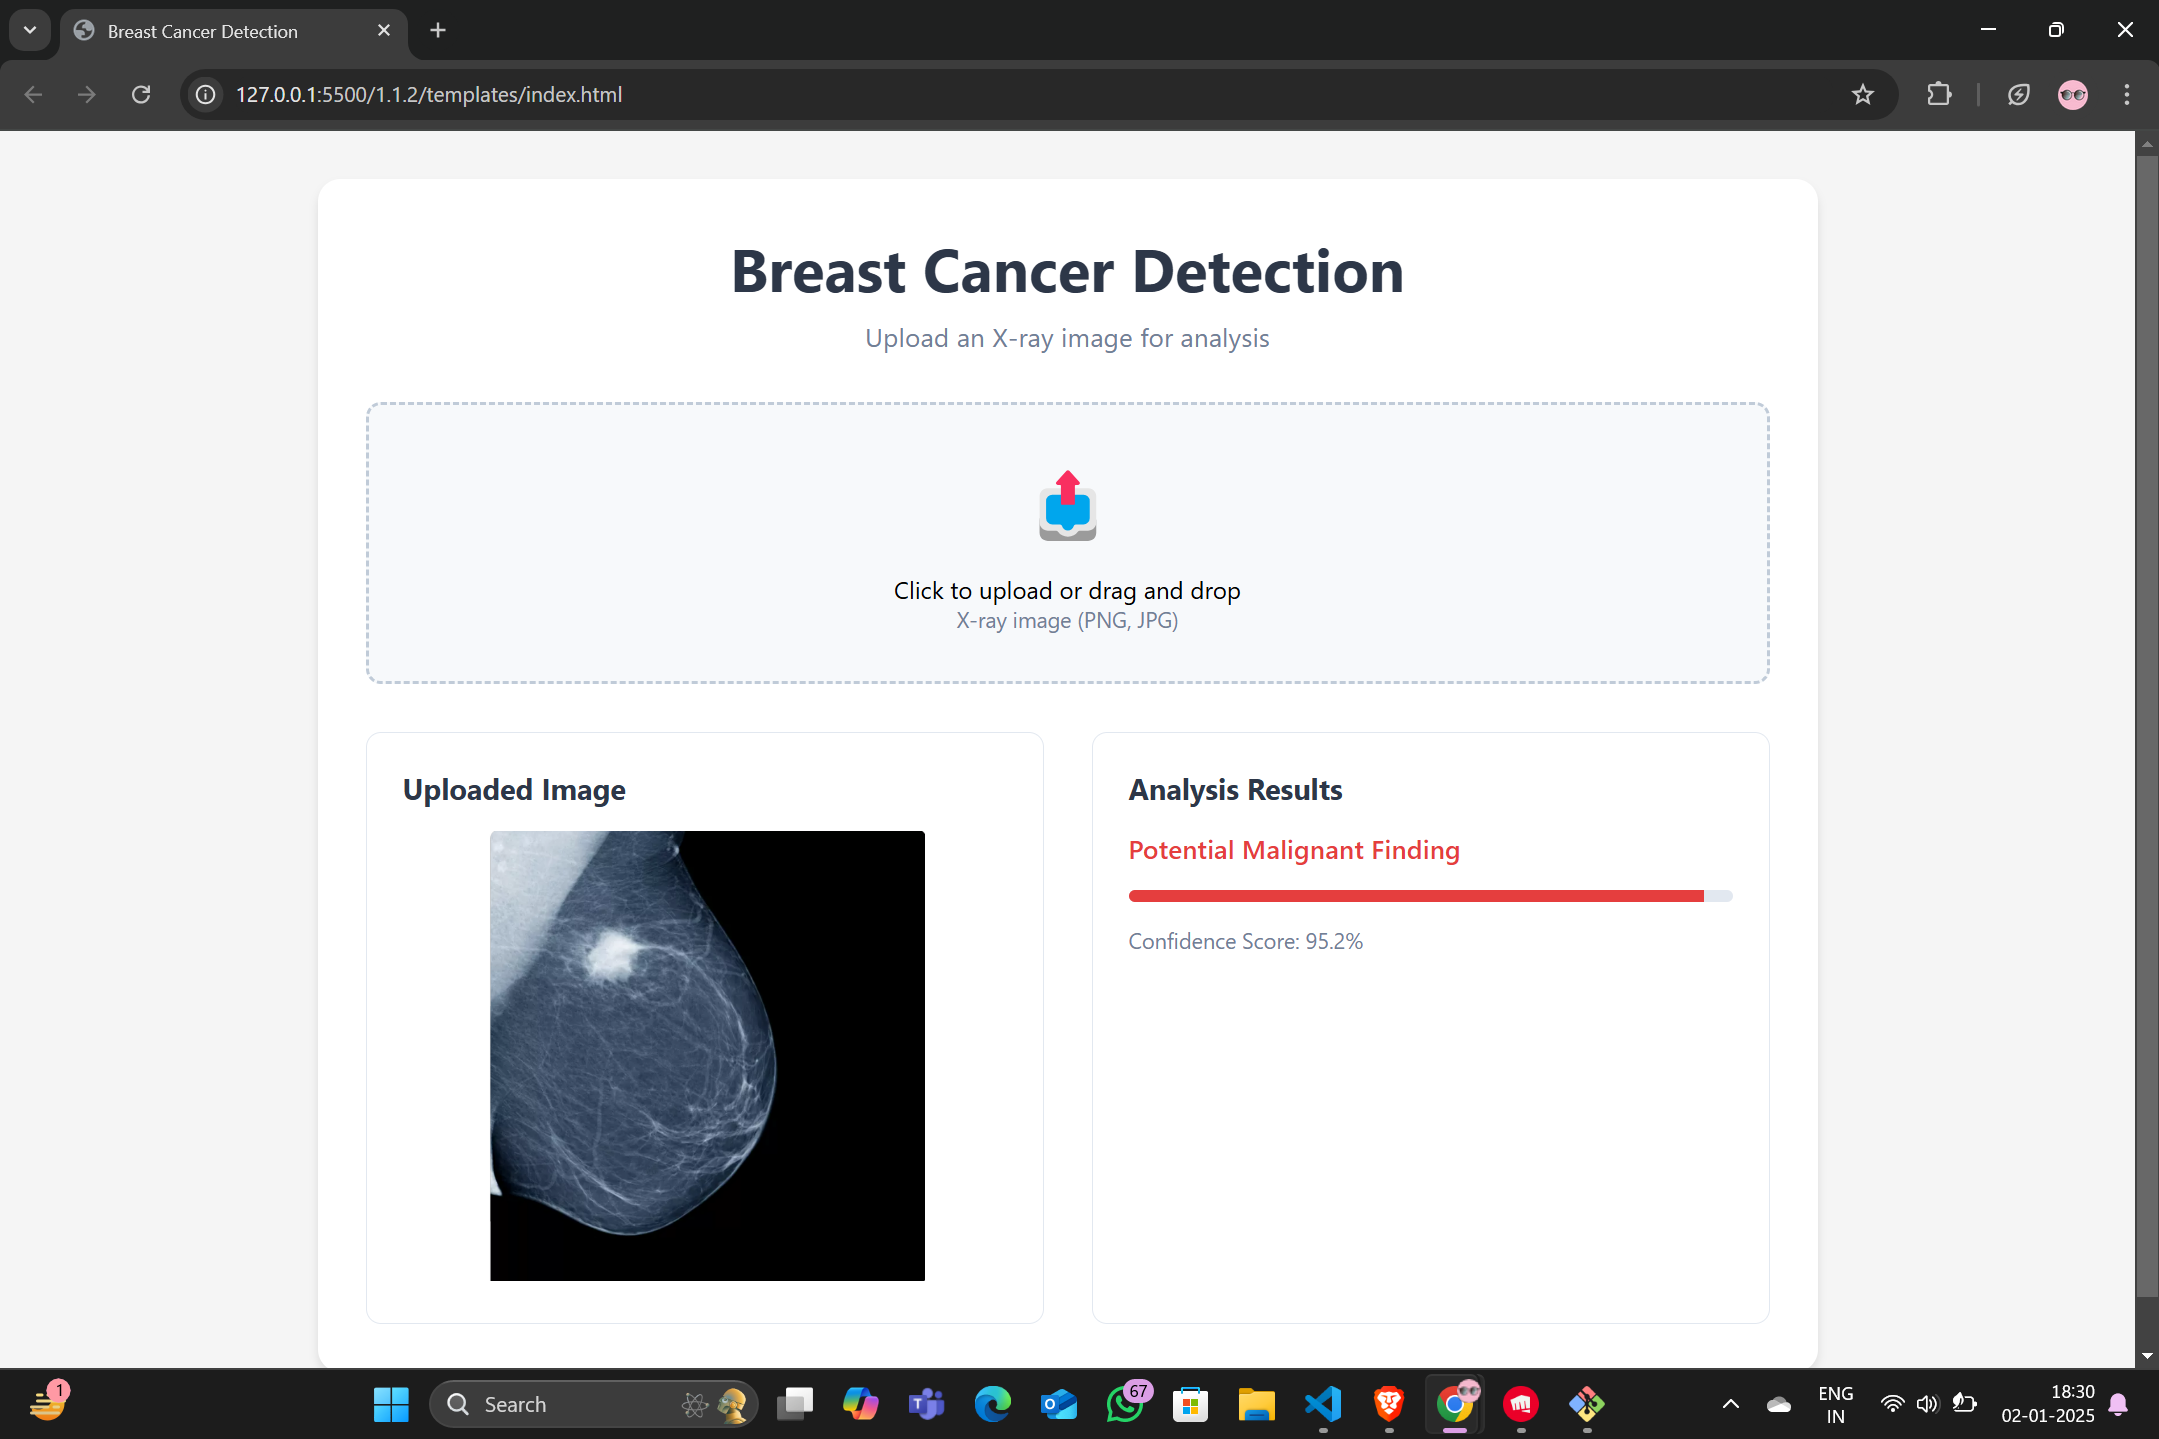 Breast Cancer Detection
127.0.0.1:5500/1.1.2/templates/index.html
Breast Cancer Detection
Upload an X-ray image for analysis
Click to upload or drag and drop
X-ray image (PNG, JPG)
Uploaded Image
Analysis Results
Potential Malignant Finding
Confidence Score: 95.2%
1
Search
67
ENG
IN
18:30
02-01-2025